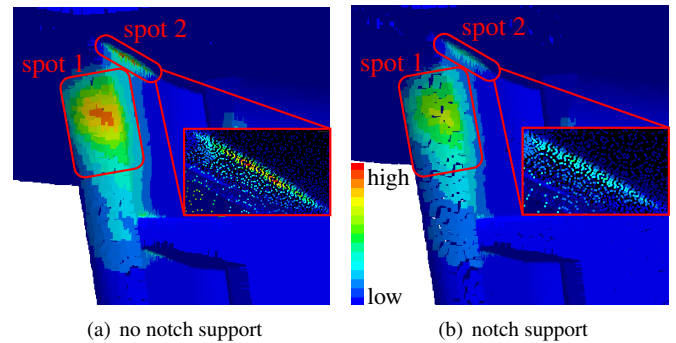 spot 2
spot 1
spot 2
spot 1
high
low
(a) no notch support
(b) notch support